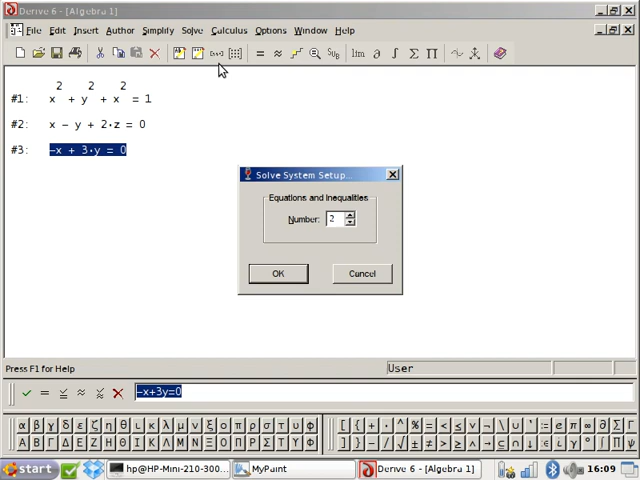 Derive 6 - [Algebra 1]
File Edit Insert Author Simplify Solve Calculus Options Window Help
lim ∂ ∫ Σ Π
#1: x² + y² + x² = 1
#2: x - y + 2·z = 0
#3: -x + 3·y = 0
Solve System Setup...
Equations and Inequalities
Number: 2
OK Cancel
Press F1 for Help User
-x+3y=0
α β γ δ ε ζ η θ ι κ λ μ ν ξ ο π ρ σ τ υ φ
Α Β Γ Δ Ε Ζ Η Θ Ι Κ Λ Μ Ν Ξ Ο Π Ρ Σ Τ Υ Φ
start hp@HP-Mini-210-300... MyPaint Derive 6 - [Algebra 1] 16:09